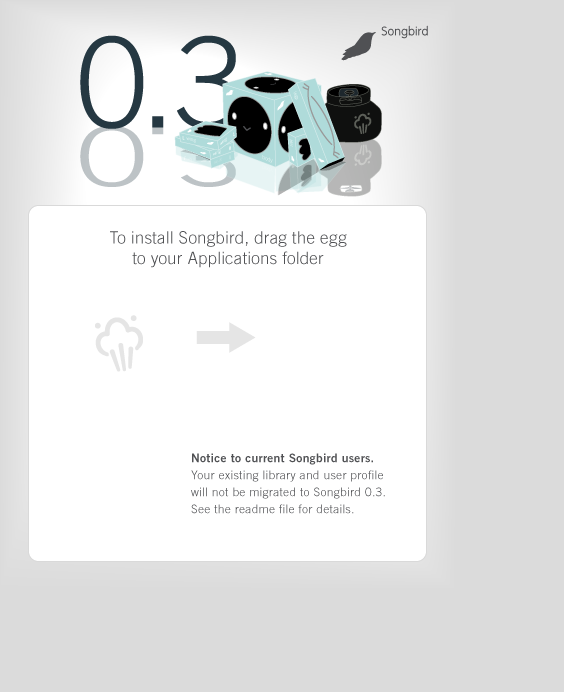 0.3
Songbird
To install Songbird, drag the egg
to your Applications folder
Notice to current Songbird users.
Your existing library and user profile
will not be migrated to Songbird 0.3.
See the readme file for details.